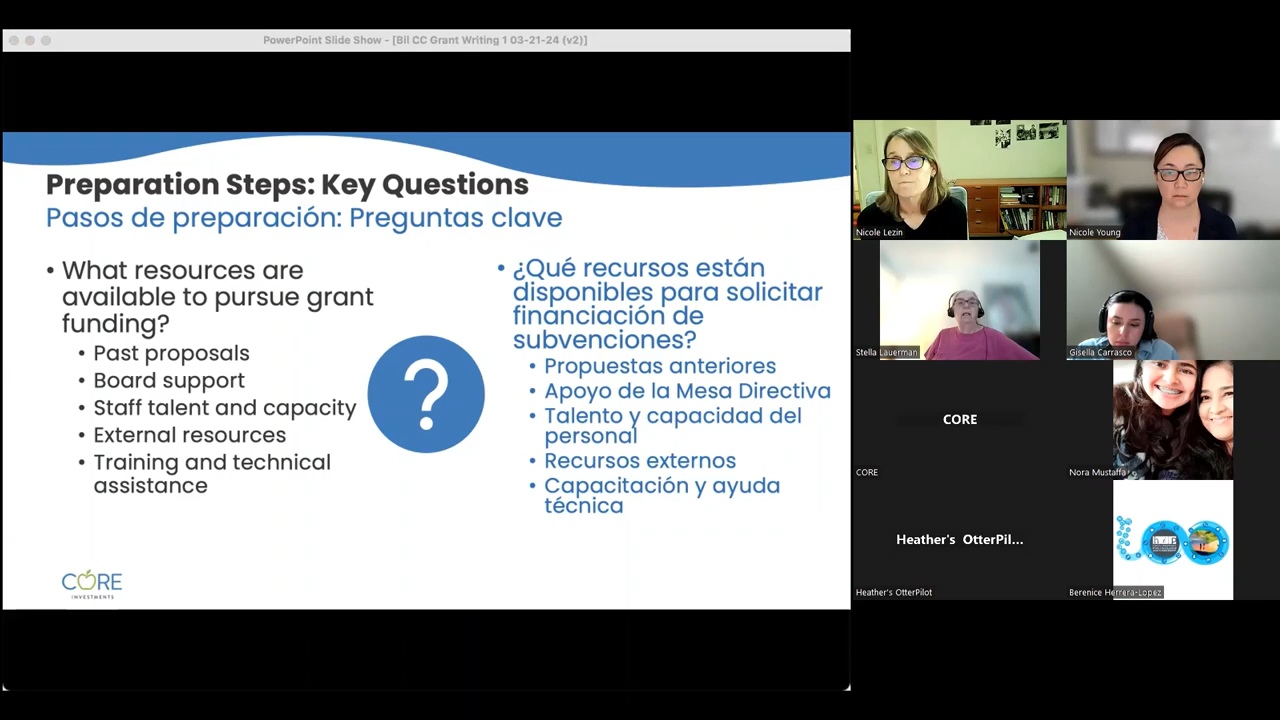 PowerPoint Slide Show - [Bil CC Grant Writing 1 03-21-24 (v2)]
Preparation Steps: Key Questions
Pasos de preparación: Preguntas clave
• What resources are
available to pursue grant
funding?
• Past proposals
• Board support
• Staff talent and capacity
• External resources
• Training and technical
assistance
?
• ¿Qué recursos están
disponibles para solicitar
financiación de
subvenciones?
• Propuestas anteriores
• Apoyo de la Mesa Directiva
• Talento y capacidad del
personal
• Recursos externos
• Capacitación y ayuda
técnica
CORE
INVESTMENTS
Nicole Lezin
Nicole Young
Stella Lauerman
Gisella Carrasco
CORE
CORE
Nora Mustaffa
Heather's OtterPil...
Heather's OtterPilot
Berenice Herrera-Lopez